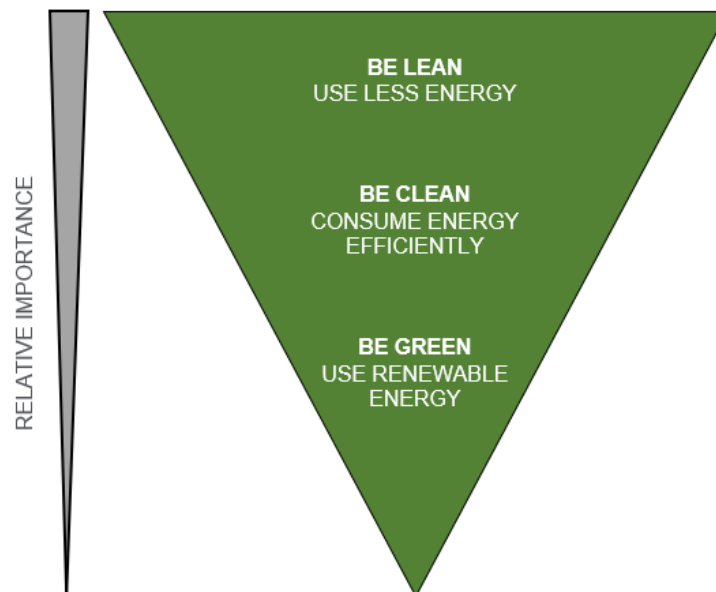 BE LEAN
USE LESS ENERGY
BE CLEAN
CONSUME ENERGY
EFFICIENTLY
BE GREEN
USE RENEWABLE
ENERGY
RELATIVE IMPORTANCE